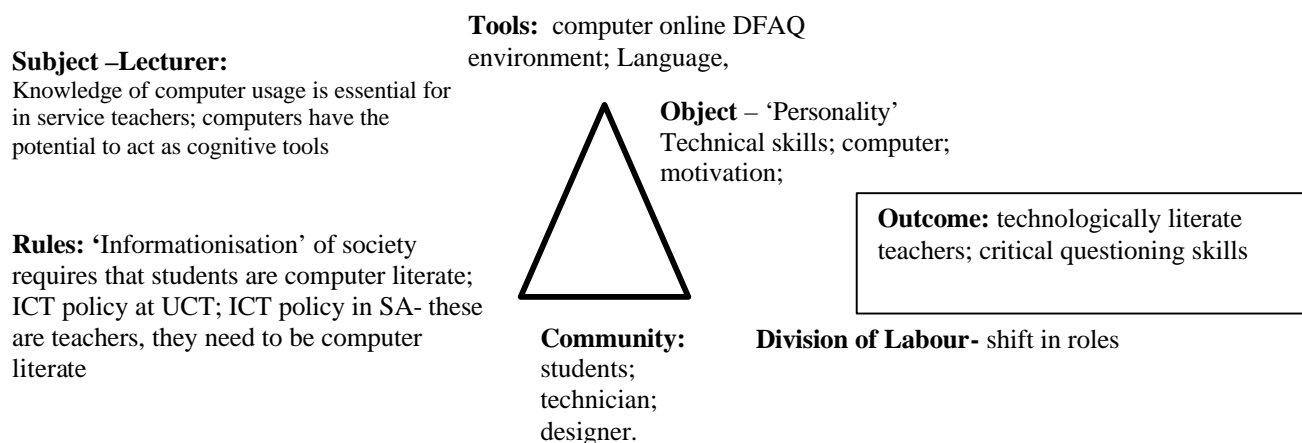 Tools: computer online DFAQ
environment; Language,
Subject –Lecturer:
Knowledge of computer usage is essential for
in service teachers; computers have the
potential to act as cognitive tools
Object – ‘Personality’
Technical skills; computer;
motivation;
Outcome: technologically literate
teachers; critical questioning skills
Rules: ‘Informationisation’ of society
requires that students are computer literate;
ICT policy at UCT; ICT policy in SA- these
are teachers, they need to be computer
literate
Community:
students;
technician;
designer.
Division of Labour- shift in roles